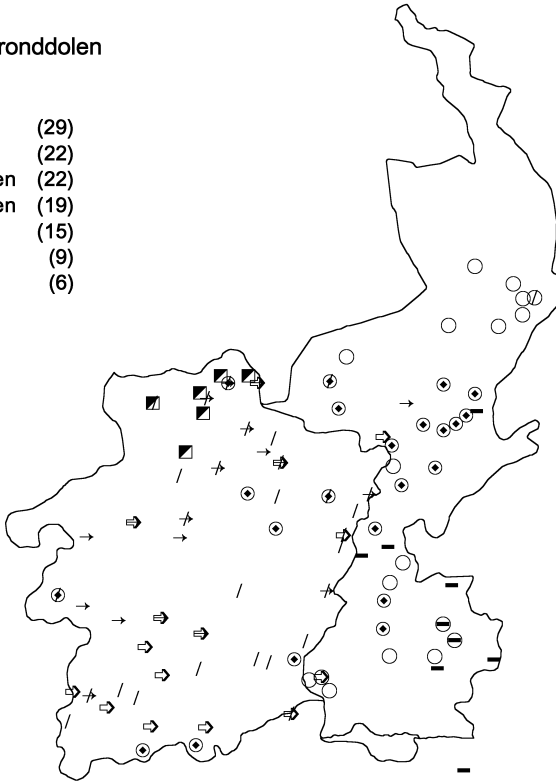 ronddolen
(29)
(22)
en (22)
en (19)
(15)
(9)
(6)